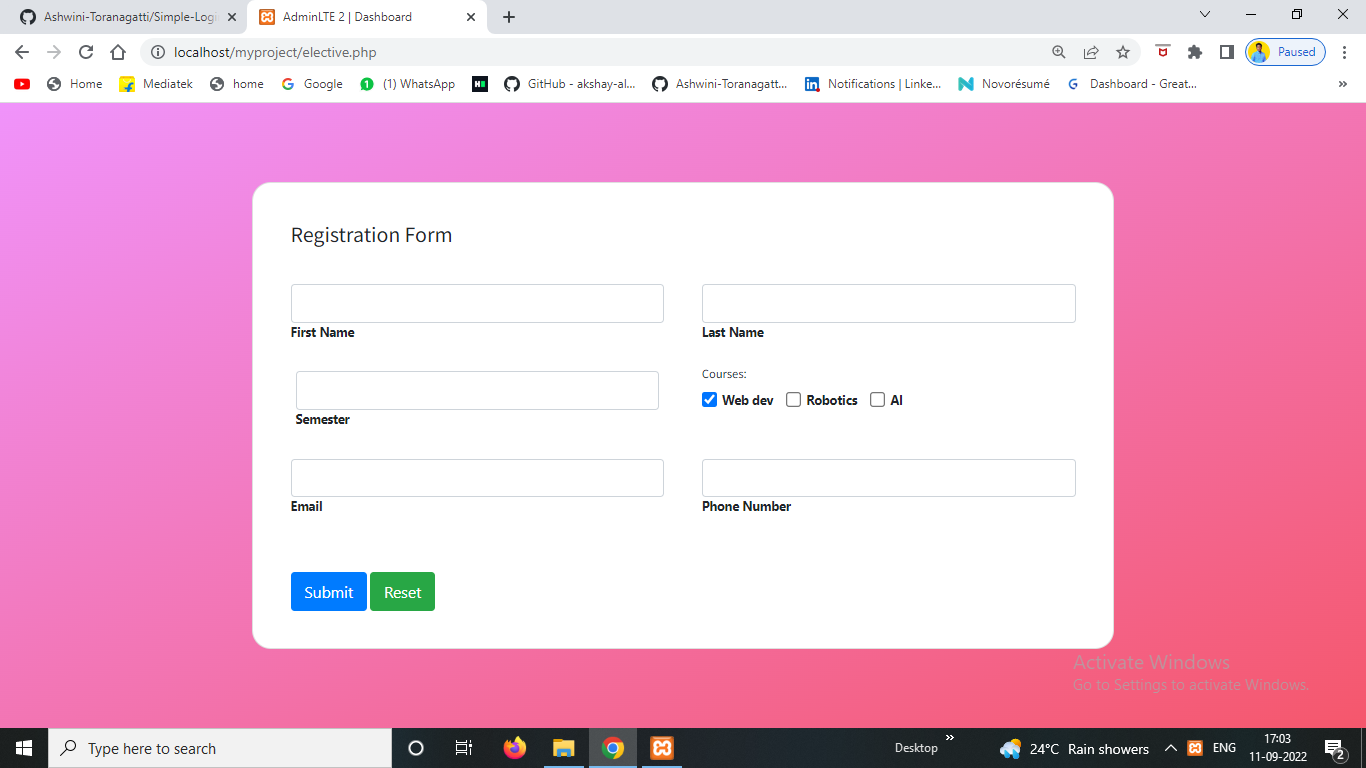 Ashwini-Toranagatti/Simple-Logi
AdminLTE 2 | Dashboard
localhost/myproject/elective.php
Paused
Home
Mediatek
home
Google
(1) WhatsApp
GitHub - akshay-al...
Ashwini-Toranagatt...
Notifications | Linke...
Novorésumé
Dashboard - Great...
»
Registration Form
First Name
Last Name
Courses:
Web dev
Robotics
AI
Semester
Email
Phone Number
Submit
Reset
Activate Windows
Go to Settings to activate Windows.
Type here to search
Desktop
»
24°C Rain showers
ENG
17:03
11-09-2022
2